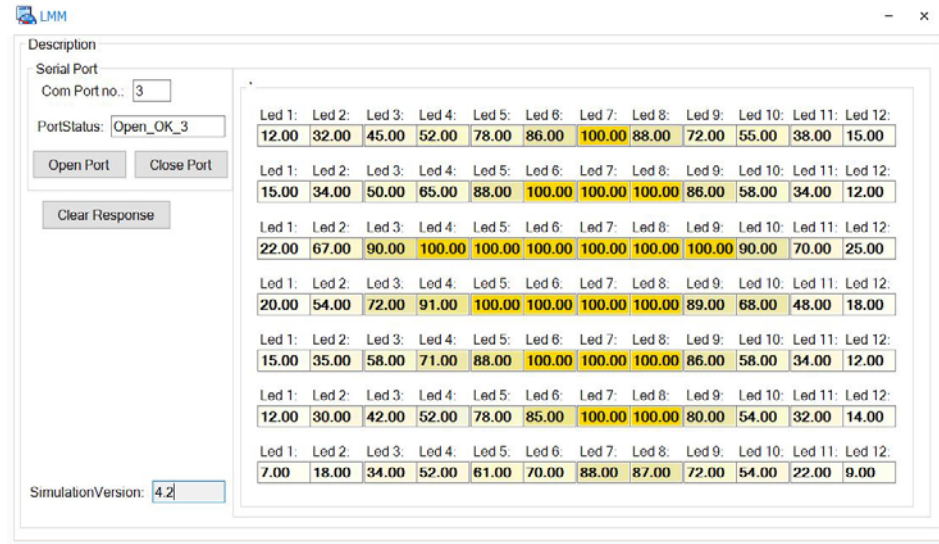 LMM
Description
Serial Port
Com Port no.: 3
PortStatus: Open_OK_3
Open Port Close Port
Clear Response
Led 1: Led 2: Led 3: Led 4: Led 5: Led 6: Led 7: Led 8: Led 9: Led 10: Led 11: Led 12:
12.00 32.00 45.00 52.00 78.00 86.00 100.00 88.00 72.00 55.00 38.00 15.00
Led 1: Led 2: Led 3: Led 4: Led 5: Led 6: Led 7: Led 8: Led 9: Led 10: Led 11: Led 12:
15.00 34.00 50.00 65.00 88.00 100.00 100.00 100.00 86.00 58.00 34.00 12.00
Led 1: Led 2: Led 3: Led 4: Led 5: Led 6: Led 7: Led 8: Led 9: Led 10: Led 11: Led 12:
22.00 67.00 90.00 100.00 100.00 100.00 100.00 100.00 100.00 90.00 70.00 25.00
Led 1: Led 2: Led 3: Led 4: Led 5: Led 6: Led 7: Led 8: Led 9: Led 10: Led 11: Led 12:
20.00 54.00 72.00 91.00 100.00 100.00 100.00 100.00 89.00 68.00 48.00 18.00
Led 1: Led 2: Led 3: Led 4: Led 5: Led 6: Led 7: Led 8: Led 9: Led 10: Led 11: Led 12:
15.00 35.00 58.00 71.00 88.00 100.00 100.00 100.00 86.00 58.00 34.00 12.00
Led 1: Led 2: Led 3: Led 4: Led 5: Led 6: Led 7: Led 8: Led 9: Led 10: Led 11: Led 12:
12.00 30.00 42.00 52.00 78.00 85.00 100.00 100.00 80.00 54.00 32.00 14.00
Led 1: Led 2: Led 3: Led 4: Led 5: Led 6: Led 7: Led 8: Led 9: Led 10: Led 11: Led 12:
7.00 18.00 34.00 52.00 61.00 70.00 88.00 87.00 72.00 54.00 22.00 9.00
SimulationVersion: 4.2